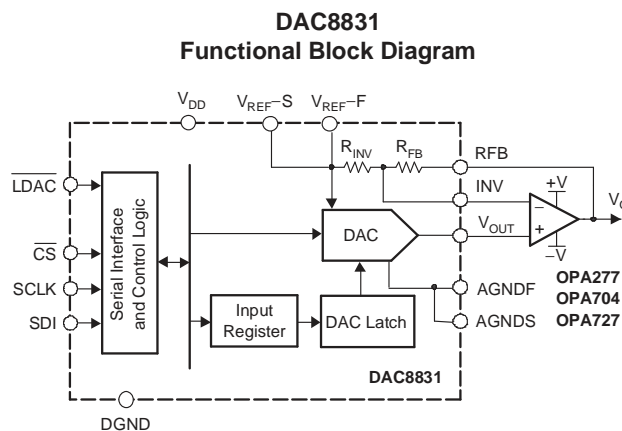 DAC8831
Functional Block Diagram
V_DD
V_REF−S
V_REF−F
R_INV
R_FB
RFB
LDAC
INV
+V
−
+
−V
V_OUT
DAC
CS
SCLK
SDI
Serial Interface
and Control Logic
Input
Register
DAC Latch
AGNDF
AGNDS
OPA277
OPA704
OPA727
DAC8831
DGND